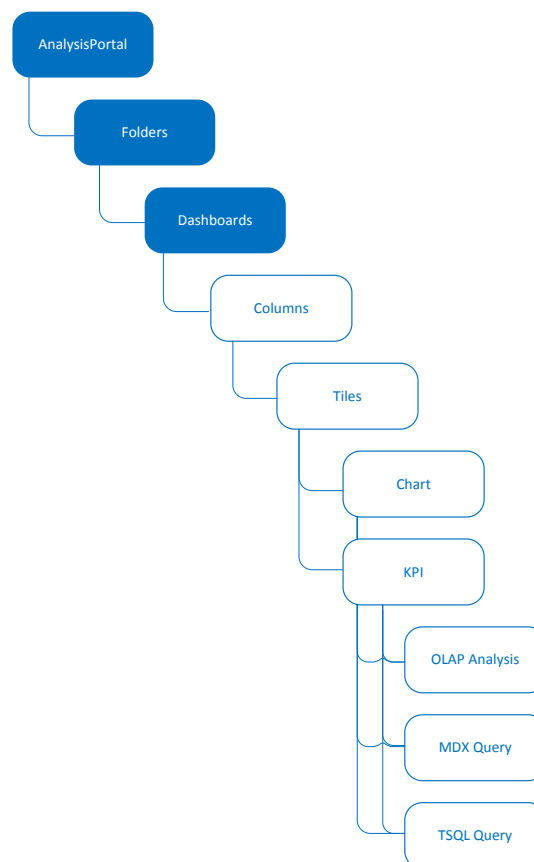 AnalysisPortal
Folders
Dashboards
Columns
Tiles
Chart
KPI
OLAP Analysis
MDX Query
TSQL Query